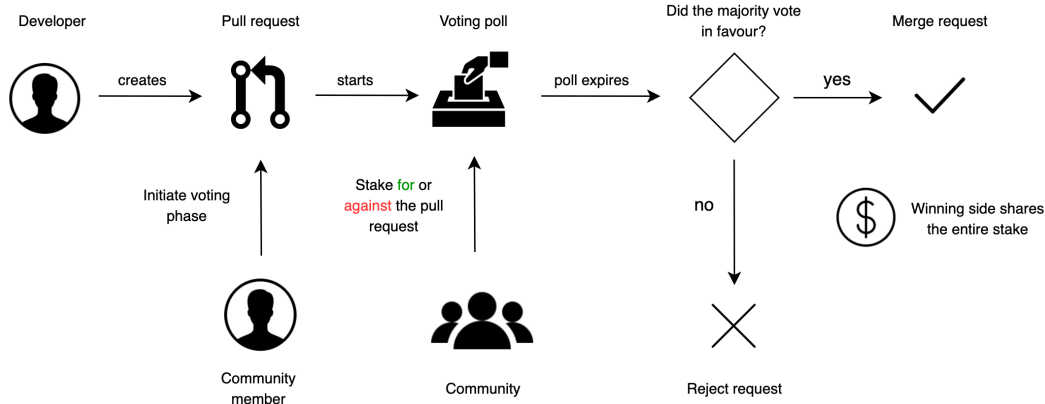 Developer
Pull request
Voting poll
Did the majority vote
in favour?
Merge request
creates
starts
poll expires
yes
Initiate voting
phase
Stake for or
against the pull
request
no
$
Winning side shares
the entire stake
Community
member
Community
Reject request